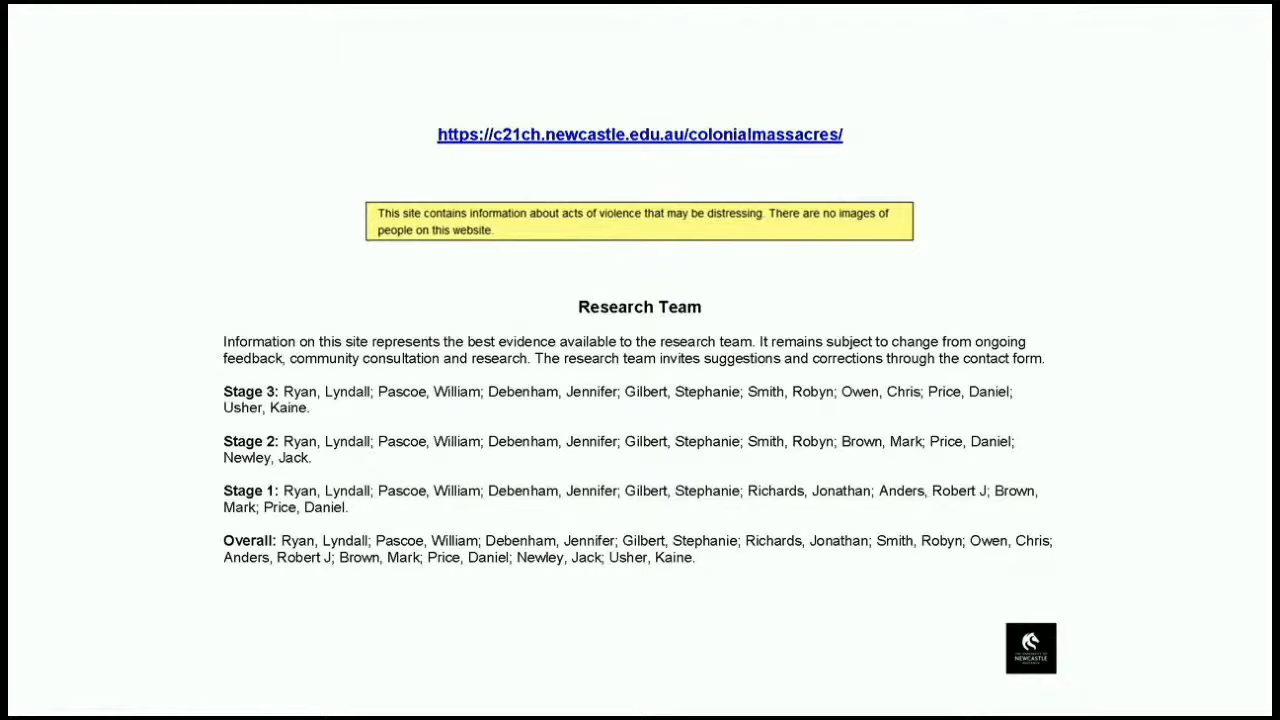 https://c21ch.newcastle.edu.au/colonialmassacres/
This site contains information about acts of violence that may be distressing. There are no images of
people on this website.
Research Team
Information on this site represents the best evidence available to the research team. It remains subject to change from ongoing
feedback, community consultation and research. The research team invites suggestions and corrections through the contact form.
Stage 3: Ryan, Lyndall; Pascoe, William; Debenham, Jennifer; Gilbert, Stephanie; Smith, Robyn; Owen, Chris; Price, Daniel;
Usher, Kaine.
Stage 2: Ryan, Lyndall; Pascoe, William; Debenham, Jennifer; Gilbert, Stephanie; Smith, Robyn; Brown, Mark; Price, Daniel;
Newley, Jack.
Stage 1: Ryan, Lyndall; Pascoe, William; Debenham, Jennifer; Gilbert, Stephanie; Richards, Jonathan; Anders, Robert J; Brown,
Mark; Price, Daniel.
Overall: Ryan, Lyndall; Pascoe, William; Debenham, Jennifer; Gilbert, Stephanie; Richards, Jonathan; Smith, Robyn; Owen, Chris;
Anders, Robert J; Brown, Mark; Price, Daniel; Newley, Jack; Usher, Kaine.
THE UNIVERSITY OF
NEWCASTLE
AUSTRALIA